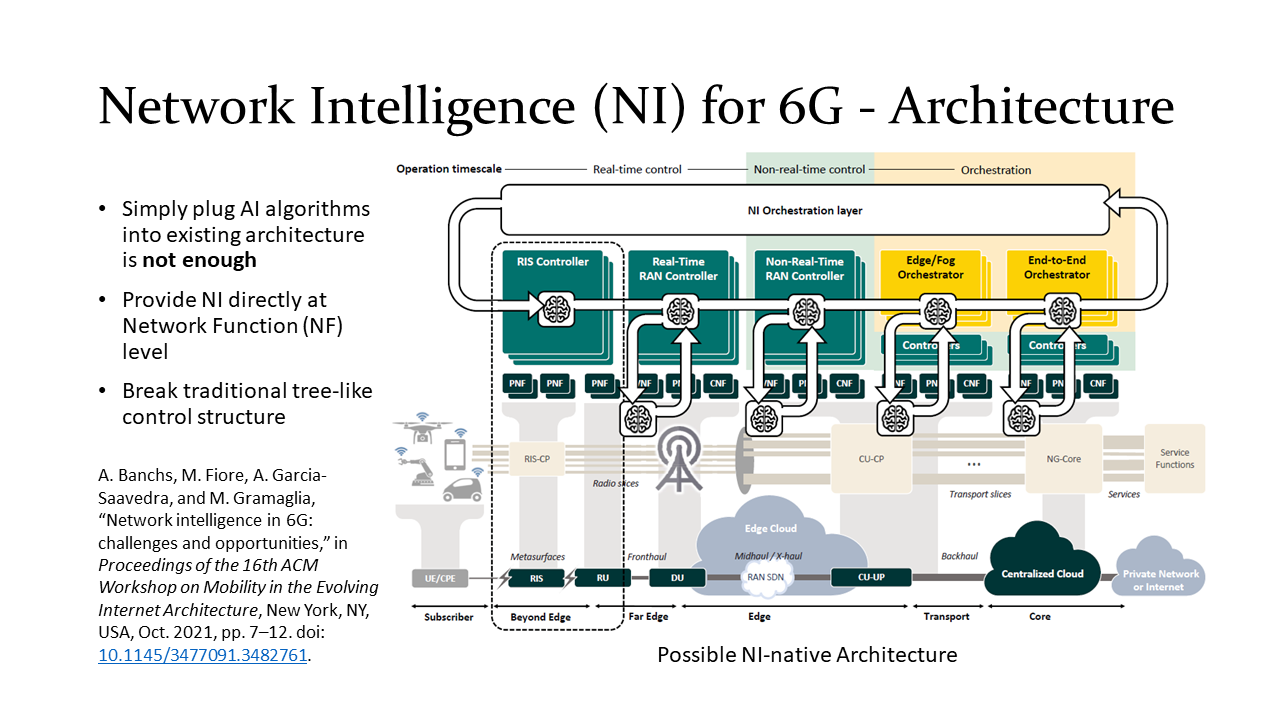 Network Intelligence (NI) for 6G - Architecture
• Simply plug AI algorithms
into existing architecture
is not enough
• Provide NI directly at
Network Function (NF)
level
• Break traditional tree-like
control structure
A. Banchs, M. Fiore, A. Garcia-
Saavedra, and M. Gramaglia,
“Network intelligence in 6G:
challenges and opportunities,” in
Proceedings of the 16th ACM
Workshop on Mobility in the Evolving
Internet Architecture, New York, NY,
USA, Oct. 2021, pp. 7–12. doi:
10.1145/3477091.3482761.
Operation timescale
Real-time control
Non-real-time control
Orchestration
NI Orchestration layer
RIS Controller
Real-Time
RAN Controller
Non-Real-Time
RAN Controller
Edge/Fog
Orchestrator
End-to-End
Orchestrator
Controllers
Controllers
PNF
PNF
PNF
VNF
CNF
VNF
CNF
CNF
CNF
RIS-CP
Radio slices
CU-CP
...
Transport slices
NG-Core
Services
Service
Functions
Edge Cloud
Metasurfaces
Fronthaul
Midhaul / X-haul
Backhaul
UE/CPE
RIS
RU
DU
RAN SDN
CU-UP
Centralized Cloud
Private Network
or Internet
Subscriber
Beyond Edge
Far Edge
Edge
Transport
Core
Possible NI-native Architecture